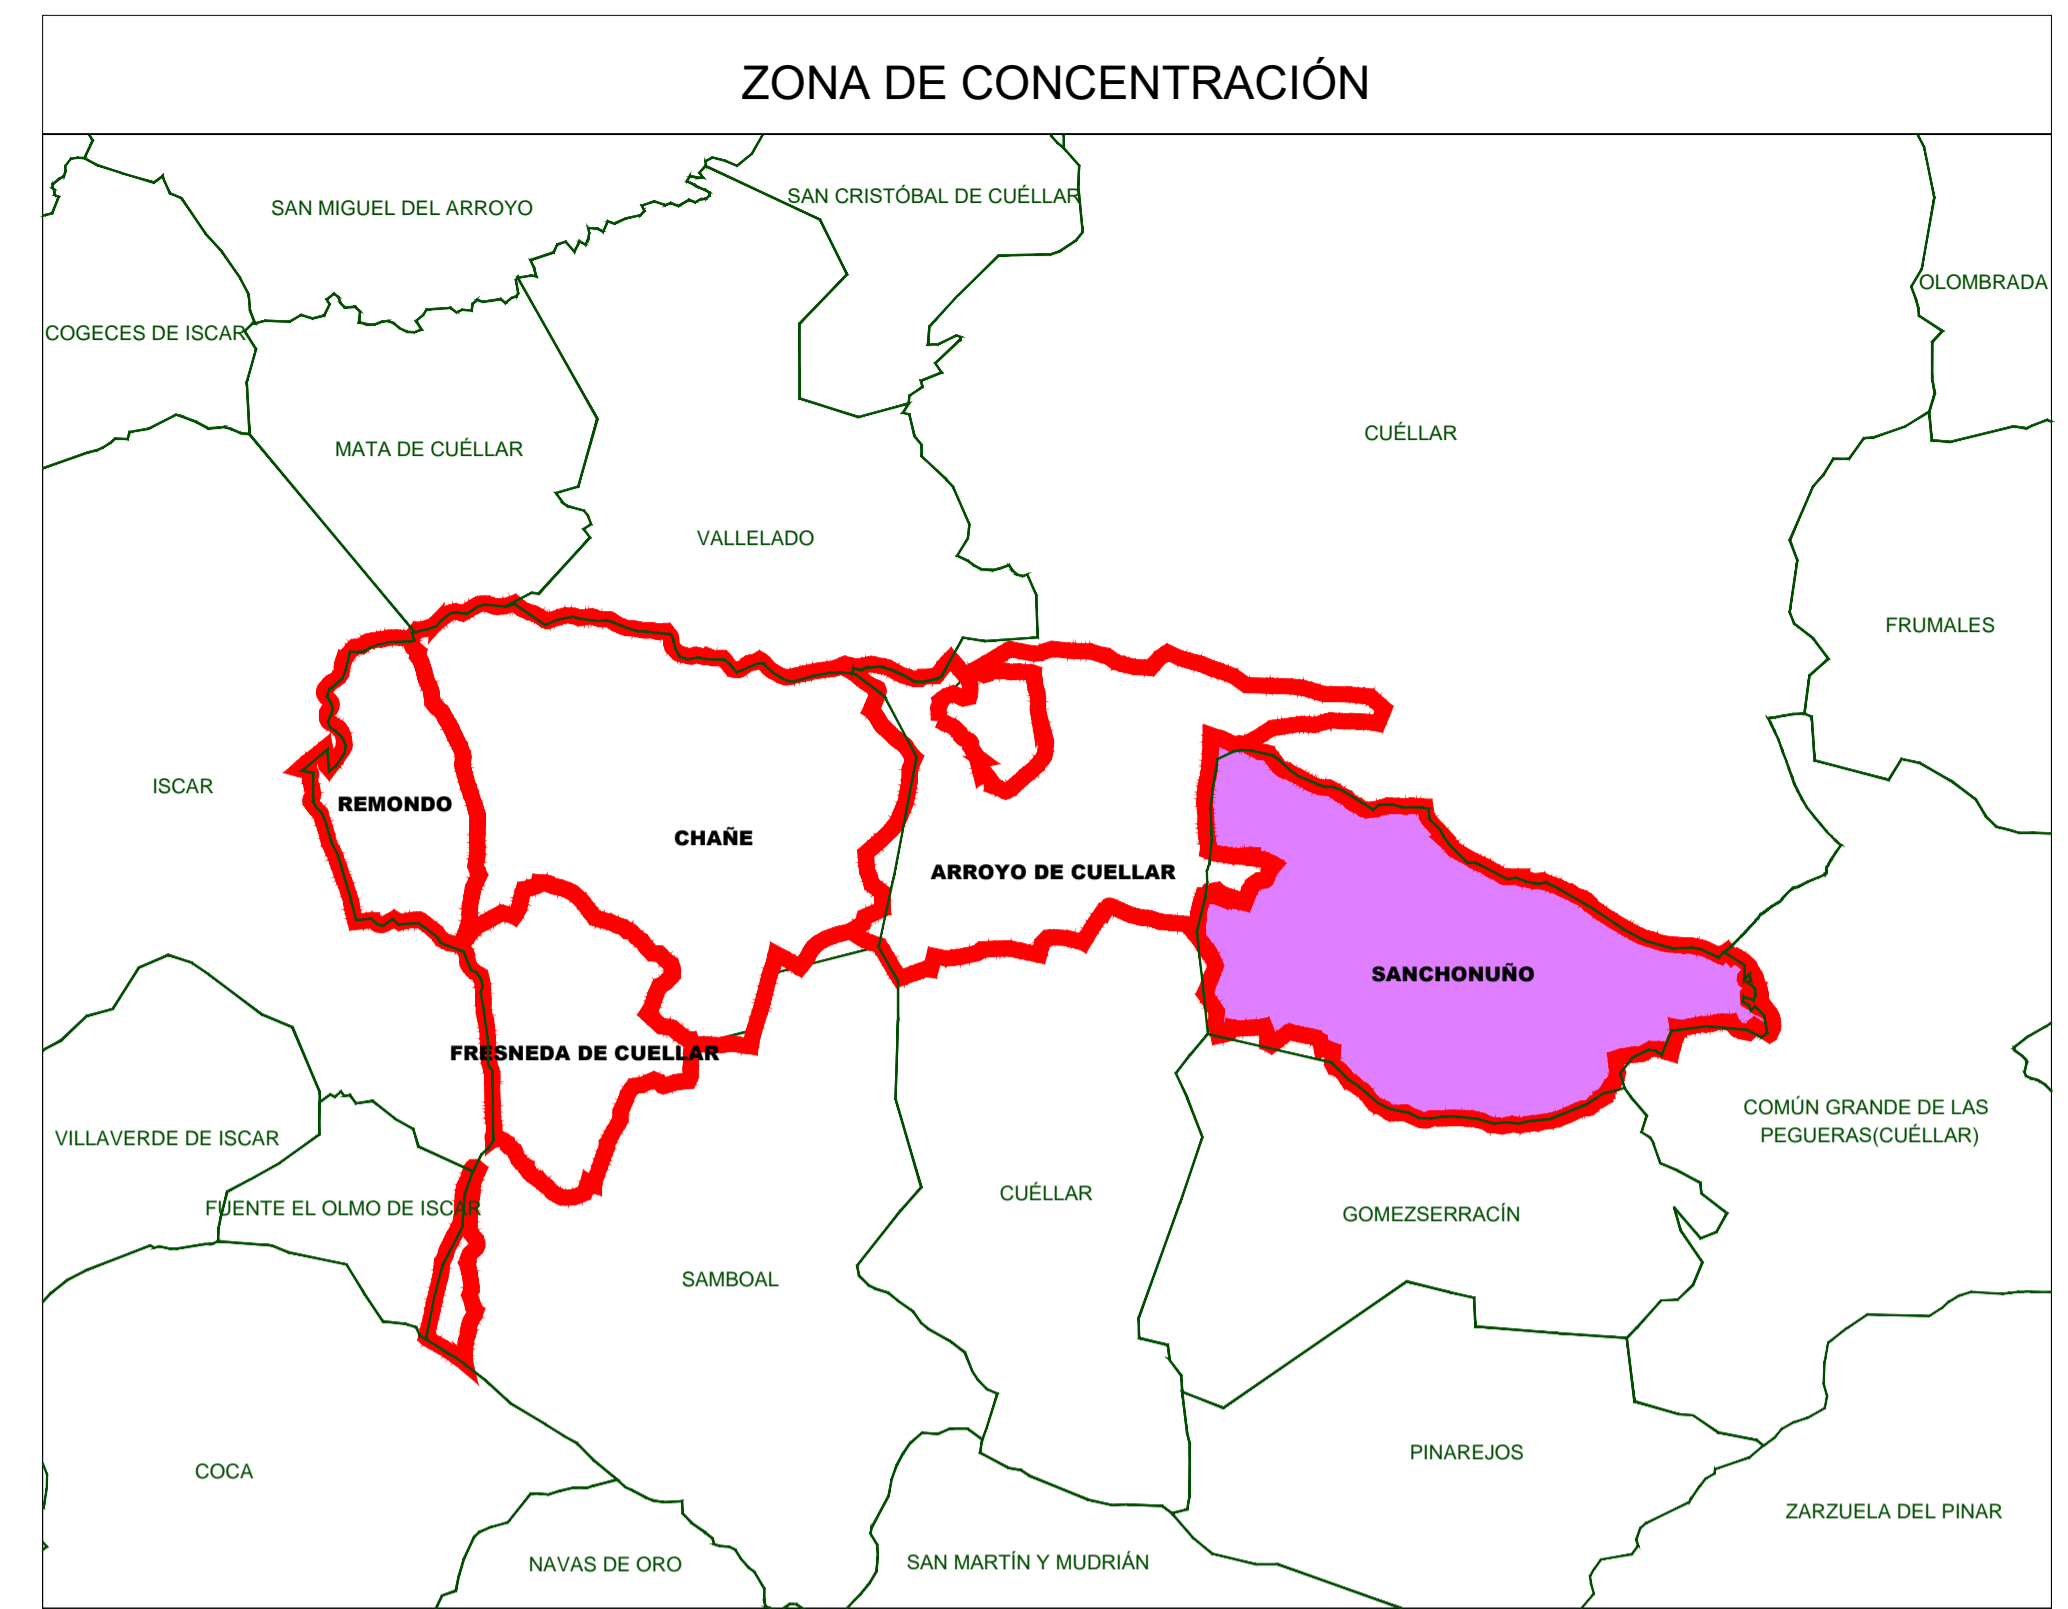 ZONA DE CONCENTRACIÓN
SAN CRISTÓBAL DE CUÉLLAR
SAN MIGUEL DEL ARROYO
OLOMBRADA
COGECES DE ISCAR
CUÉLLAR
MATA DE CUÉLLAR
VALLELADO
FRUMALES
ISCAR
REMONDO
CHAÑE
ARROYO DE CUELLAR
SANCHONUÑO
FRESNEDA DE CUELLAR
COMÚN GRANDE DE LAS
PEGUERAS(CUÉLLAR)
VILLAVERDE DE ISCAR
CUÉLLAR
FUENTE EL OLMO DE ISCAR
GOMEZSERRACÍN
SAMBOAL
PINAREJOS
COCA
ZARZUELA DEL PINAR
NAVAS DE ORO
SAN MARTÍN Y MUDRIÁN